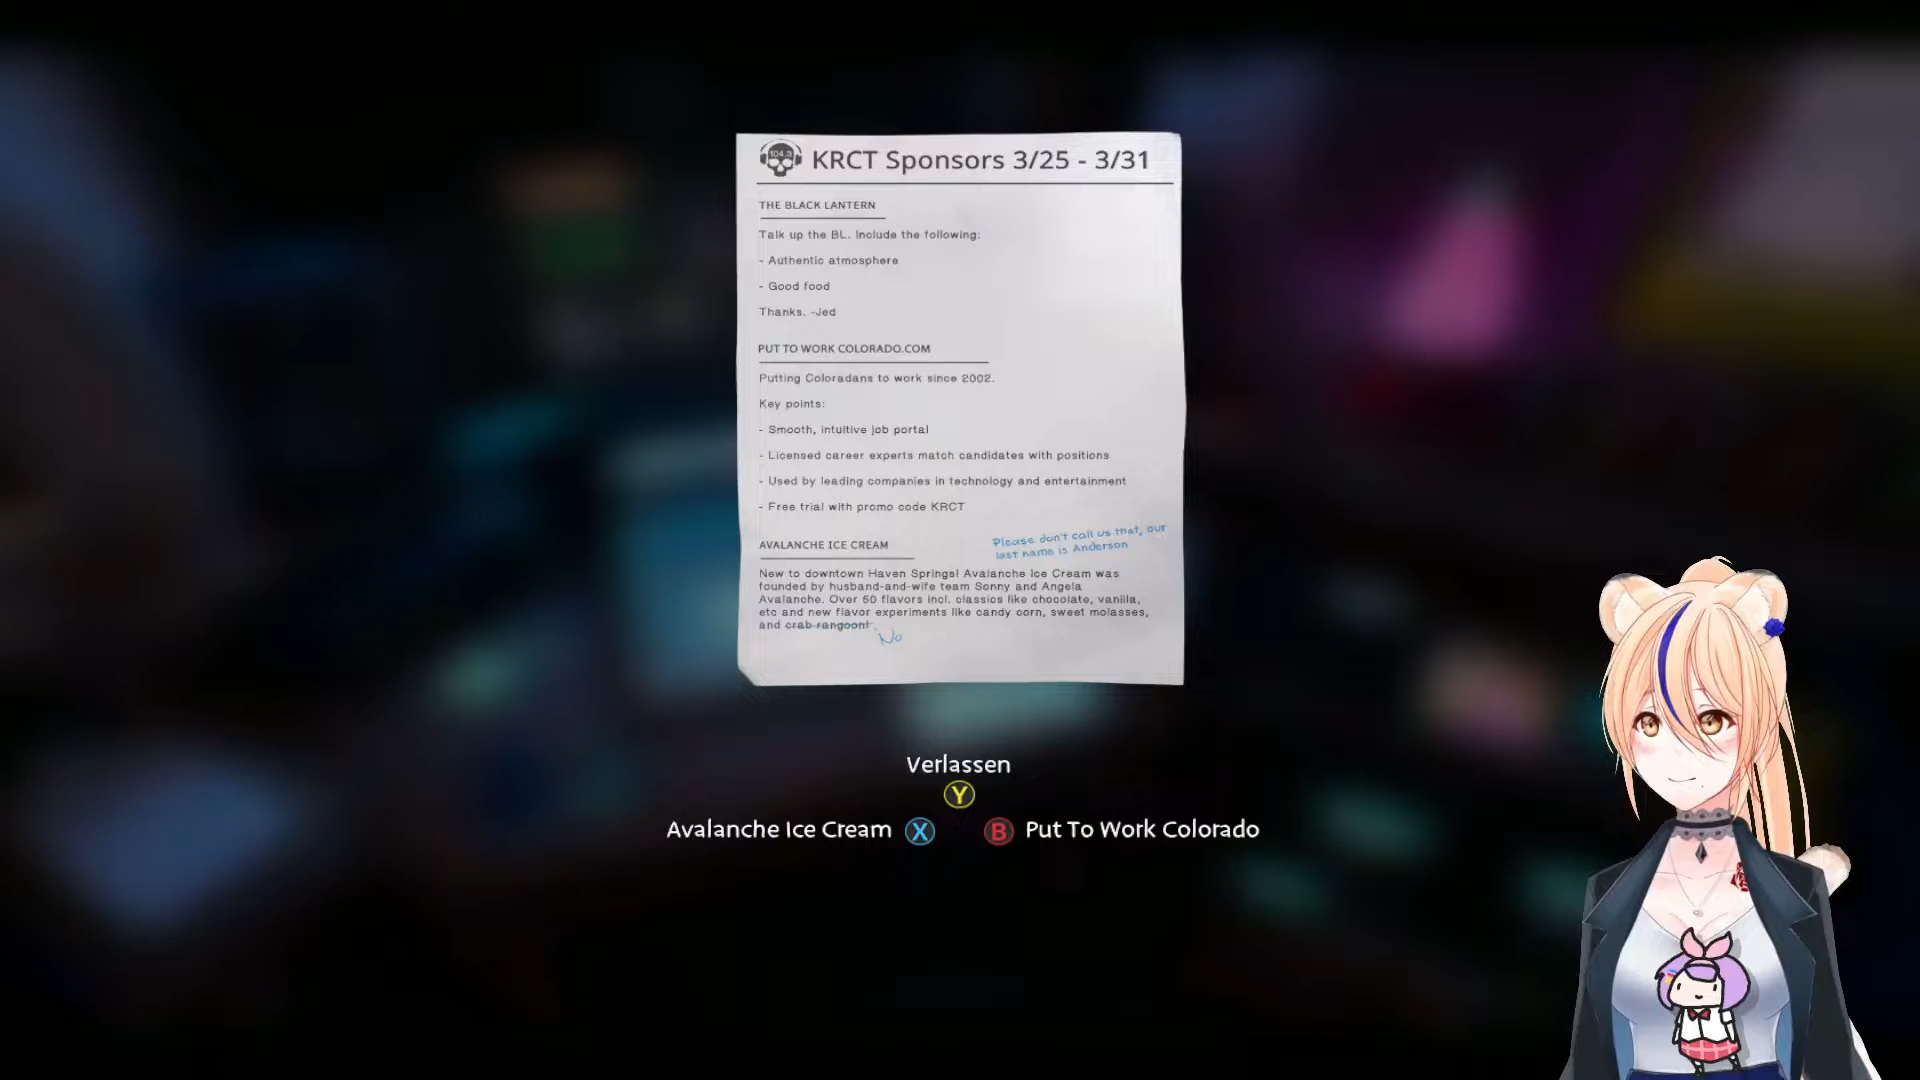 104.3
KRCT Sponsors 3/25 - 3/31
THE BLACK LANTERN
Talk up the BL. Include the following:
- Authentic atmosphere
- Good food
Thanks. -Jed
PUT TO WORK COLORADO.COM
Putting Coloradans to work since 2002.
Key points:
- Smooth, intuitive job portal
- Licensed career experts match candidates with positions
- Used by leading companies in technology and entertainment
- Free trial with promo code KRCT
Please don't call us that, our
last name is Anderson
AVALANCHE ICE CREAM
New to downtown Haven Springs! Avalanche Ice Cream was
founded by husband-and-wife team Sonny and Angela
Avalanche. Over 60 flavors incl. classics like chocolate, vanilla,
etc and new flavor experiments like candy corn, sweet molasses,
and crab rangoon!
No
Verlassen
Y
Avalanche Ice Cream X B Put To Work Colorado